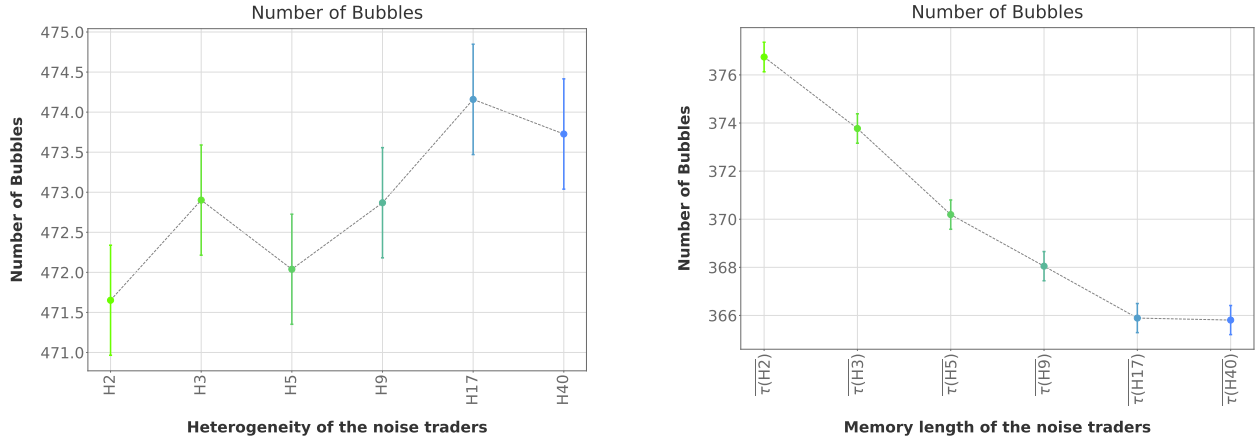 Number of Bubbles
Number of Bubbles
475.0
474.5
474.0
473.5
473.0
472.5
472.0
471.5
471.0
H2
H3
H5
H9
H17
H40
Heterogeneity of the noise traders
Number of Bubbles
Number of Bubbles
376
374
372
370
368
366
τ(H2)
τ(H3)
τ(H5)
τ(H9)
τ(H17)
τ(H40)
Memory length of the noise traders